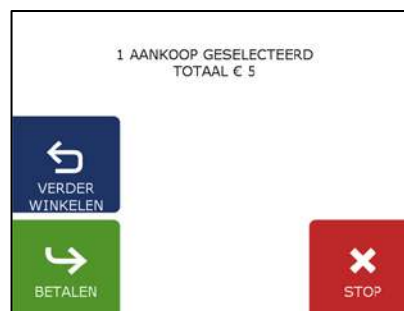 1 AANKOOP GESELECTEERD
TOTAAL € 5
VERDER
WINKELEN
BETALEN
STOP